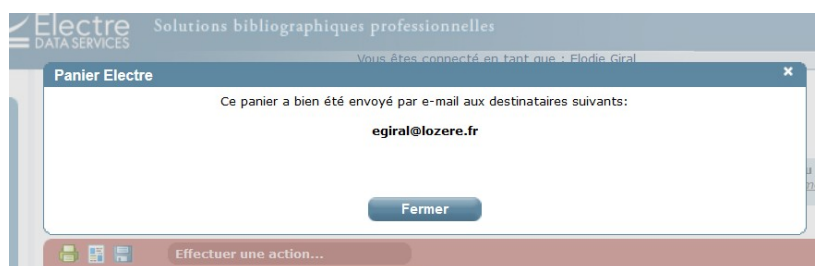 Electre
DATA SERVICES
Solutions bibliographiques professionnelles
Vous êtes connecté en tant que : Elodie Giral
Panier Electre
Ce panier a bien été envoyé par e-mail aux destinataires suivants:
egiral@lozere.fr
Fermer
Effectuer une action...